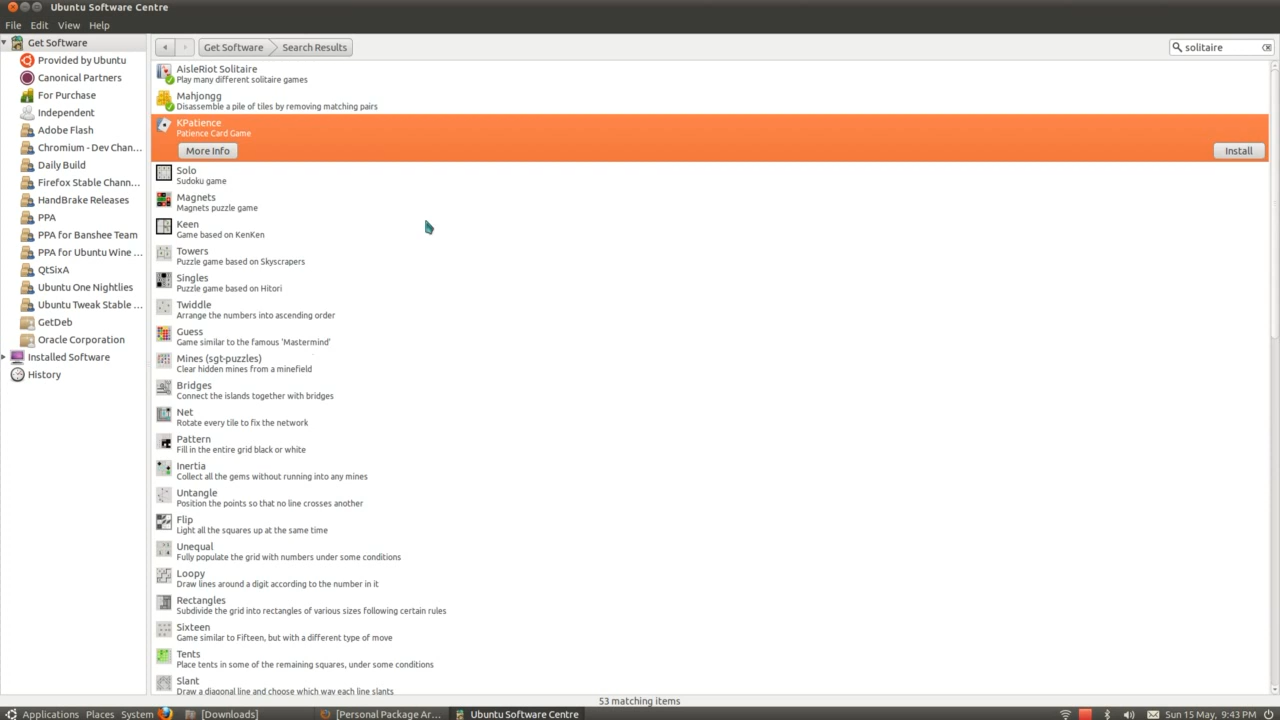 Ubuntu Software Centre
File Edit View Help
Get Software
Provided by Ubuntu
Canonical Partners
For Purchase
Independent
Adobe Flash
Chromium - Dev Chan...
Daily Build
Firefox Stable Chann...
HandBrake Releases
PPA
PPA for Banshee Team
PPA for Ubuntu Wine ...
QtSixA
Ubuntu One Nightlies
Ubuntu Tweak Stable ...
GetDeb
Oracle Corporation
Installed Software
History
Get Software Search Results
solitaire
AisleRiot Solitaire
Play many different solitaire games
Mahjongg
Disassemble a pile of tiles by removing matching pairs
KPatience
Patience Card Game
More Info Install
Solo
Sudoku game
Magnets
Magnets puzzle game
Keen
Game based on KenKen
Towers
Puzzle game based on Skyscrapers
Singles
Puzzle game based on Hitori
Twiddle
Arrange the numbers into ascending order
Guess
Game similar to the famous 'Mastermind'
Mines (sgt-puzzles)
Clear hidden mines from a minefield
Bridges
Connect the islands together with bridges
Net
Rotate every tile to fix the network
Pattern
Fill in the entire grid black or white
Inertia
Collect all the gems without running into any mines
Untangle
Position the points so that no line crosses another
Flip
Light all the squares up at the same time
Unequal
Fully populate the grid with numbers under some conditions
Loopy
Draw lines around a digit according to the number in it
Rectangles
Subdivide the grid into rectangles of various sizes following certain rules
Sixteen
Game similar to Fifteen, but with a different type of move
Tents
Place tents in some of the remaining squares, under some conditions
Slant
Draw a diagonal line and choose which way each line slants
53 matching items
Applications Places System [Downloads] [Personal Package Ar... Ubuntu Software Centre Sun 15 May, 9:43 PM